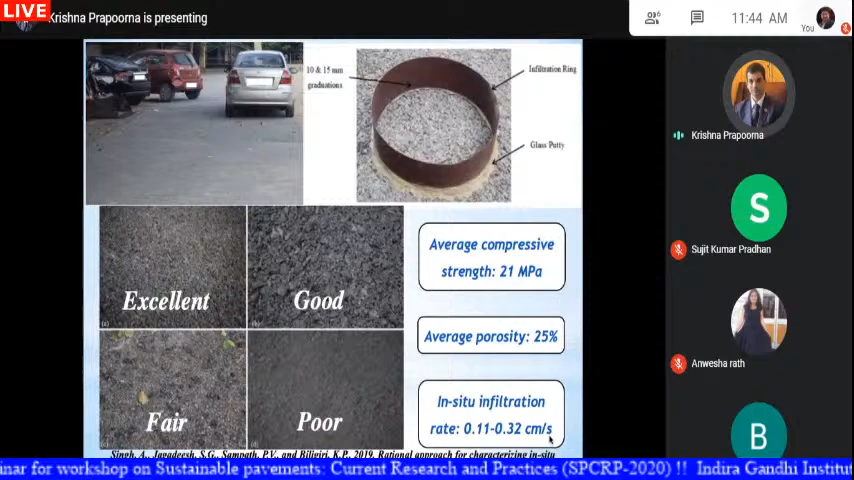 LIVE
Krishna Prapoorna is presenting
11:44 AM
You
10 & 15 mm
graduations
Infiltration Ring
Glass Putty
Krishna Prapoorna
S
Sujit Kumar Pradhan
Anwesha rath
B
Excellent
Good
Fair
Poor
(a)
(b)
(c)
(d)
Average compressive
strength: 21 MPa
Average porosity: 25%
In-situ infiltration
rate: 0.11-0.32 cm/s
Singh, A., Jagadeesh, S.G., Sampath, P.V., and Biligiri, K.P., 2019. Rational approach for characterizing in-situ
inar for workshop on Sustainable pavements: Current Research and Practices (SPCRP-2020) !! Indira Gandhi Institut